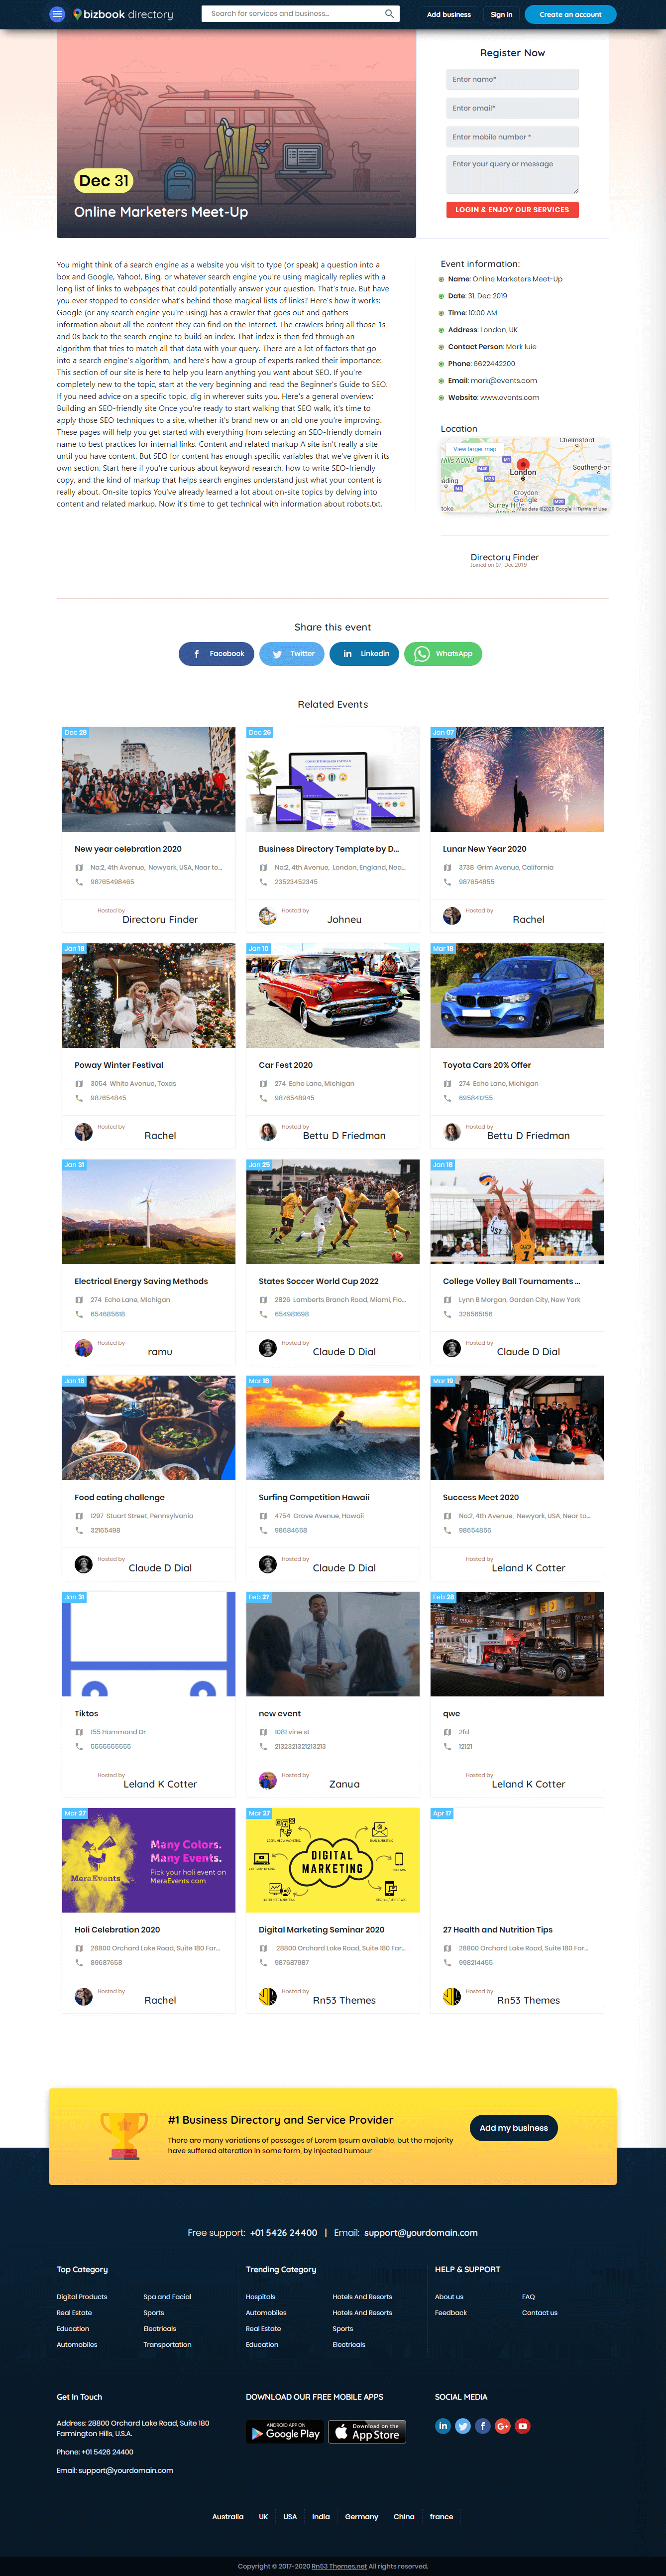 bizbook directory
Search for services and business..
Add business
Sign in
Create an account
Dec 31
Online Marketers Meet-Up
Register Now
Enter name*
Enter email*
Enter mobile number *
Enter your query or message
LOGIN & ENJOY OUR SERVICES
You might think of a search engine as a website you visit to type (or speak) a question into a
box and Google, Yahoo!, Bing, or whatever search engine you're using magically replies with a
long list of links to webpages that could potentially answer your question. That's true. But have
you ever stopped to consider what's behind those magical lists of links? Here's how it works:
Google (or any search engine you're using) has a crawler that goes out and gathers
information about all the content they can find on the Internet. The crawlers bring all those 1s
and 0s back to the search engine to build an index. That index is then fed through an
algorithm that tries to match all that data with your query. There are a lot of factors that go
into a search engine's algorithm, and here's how a group of experts ranked their importance:
This section of our site is here to help you learn anything you want about SEO. If you're
completely new to the topic, start at the very beginning and read the Beginner's Guide to SEO.
If you need advice on a specific topic, dig in wherever suits you. Here's a general overview:
Building an SEO-friendly site Once you're ready to start walking that SEO walk, it's time to
apply those SEO techniques to a site, whether it's brand new or an old one you're improving.
These pages will help you get started with everything from selecting an SEO-friendly domain
name to best practices for internal links. Content and related markup A site isn't really a site
until you have content. But SEO for content has enough specific variables that we've given it its
own section. Start here if you're curious about keyword research, how to write SEO-friendly
copy, and the kind of markup that helps search engines understand just what your content is
really about. On-site topics You've already learned a lot about on-site topics by delving into
content and related markup. Now it's time to get technical with information about robots.txt.
Event information:
Name: Online Marketers Meet-Up
Date: 31, Dec 2019
Time: 10:00 AM
Address: London, UK
Contact Person: Mark luio
Phone: 6622442200
Email: mark@events.com
Website: www.events.com
Location
View larger map
Chelmsford
London
Southend-on
Croydon
Google
Map data ©2025 Google
Terms of Use
Directory Finder
Joined on 07, Dec 2019
Share this event
Facebook
Twitter
Linkedin
WhatsApp
Related Events
Dec 28
Dec 26
Jan 07
New year celebration 2020
Business Directory Template by D...
Lunar New Year 2020
No:2, 4th Avenue, Newyork, USA, Near to...
No:2, 4th Avenue, London, England, Nea...
3738 Grim Avenue, California
98765498465
23523452345
987654855
Hosted by
Directoru Finder
Hosted by
Johneu
Hosted by
Rachel
Jan 19
Jan 10
Mar 18
Poway Winter Festival
Car Fest 2020
Toyota Cars 20% Offer
3054 White Avenue, Texas
274 Echo Lane, Michigan
274 Echo Lane, Michigan
987654845
9876548945
695841255
Hosted by
Rachel
Hosted by
Bettu D Friedman
Hosted by
Bettu D Friedman
Jan 31
Jan 25
Jan 18
Electrical Energy Saving Methods
States Soccer World Cup 2022
College Volley Ball Tournaments ...
274 Echo Lane, Michigan
2826 Lamberts Branch Road, Miami, Flo...
Lynn B Morgan, Garden City, New York
654685618
654981698
326565156
Hosted by
ramu
Hosted by
Claude D Dial
Hosted by
Claude D Dial
Jan 18
Mar 18
Mar 19
Food eating challenge
Surfing Competition Hawaii
Success Meet 2020
1297 Stuart Street, Pennsylvania
4754 Grove Avenue, Hawaii
No:2, 4th Avenue, Newyork, USA, Near to...
32165498
98684658
98654856
Hosted by
Claude D Dial
Hosted by
Claude D Dial
Hosted by
Leland K Cotter
Jan 31
Feb 27
Feb 28
Tiktos
new event
qwe
155 Hammond Dr
1081 vine st
2fd
5555555555
2132321321213213
12121
Hosted by
Leland K Cotter
Hosted by
Zanua
Hosted by
Leland K Cotter
Mar 27
Mar 27
Apr 17
Many Colors.
Many Events.
Pick your holi event on
MeraEvents.com
MeraEvents
DIGITAL
MARKETING
Holi Celebration 2020
Digital Marketing Seminar 2020
27 Health and Nutrition Tips
28800 Orchard Lake Road, Suite 180 Far...
28800 Orchard Lake Road, Suite 180 Far...
28800 Orchard Lake Road, Suite 180 Far...
89687658
987687987
998214455
Hosted by
Rachel
Hosted by
Rn53 Themes
Hosted by
Rn53 Themes
#1 Business Directory and Service Provider
There are many variations of passages of Lorem Ipsum available, but the majority
have suffered alteration in some form, by injected humour
Add my business
Free support: +01 5426 24400 | Email: support@yourdomain.com
Top Category
Trending Category
HELP & SUPPORT
Digital Products
Spa and Facial
Hospitals
Hotels And Resorts
About us
FAQ
Real Estate
Sports
Automobiles
Hotels And Resorts
Feedback
Contact us
Education
Electricals
Real Estate
Sports
Automobiles
Transportation
Education
Electricals
Get In Touch
DOWNLOAD OUR FREE MOBILE APPS
SOCIAL MEDIA
Address: 28800 Orchard Lake Road, Suite 180
Farmington Hills, U.S.A.
Phone: +01 5426 24400
Email: support@yourdomain.com
ANDROID APP ON
Google Play
Download on the
App Store
Australia
UK
USA
India
Germany
China
france
Copyright © 2017-2020 Rn53 Themes.net All rights reserved.